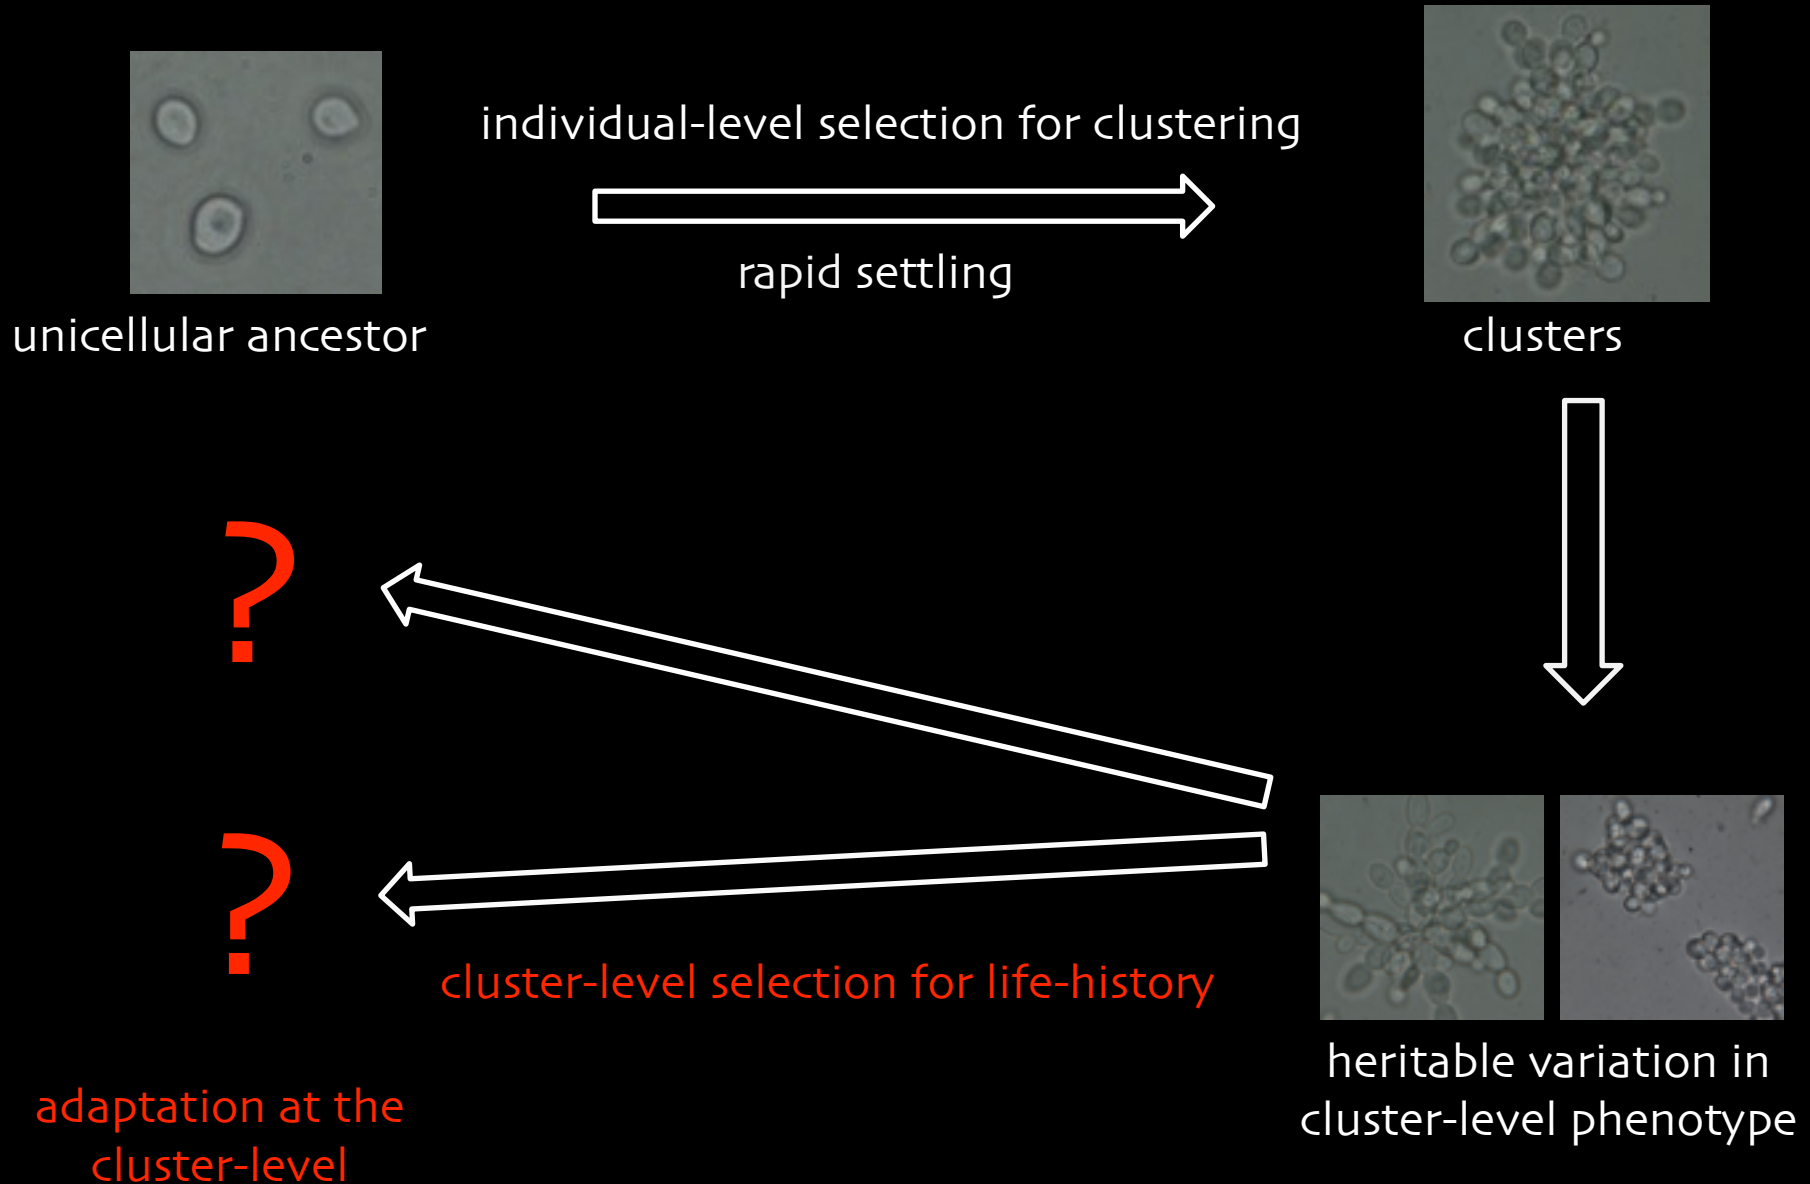 individual-level selection for clustering
rapid settling
unicellular ancestor
clusters
?
?
cluster-level selection for life-history
heritable variation in
cluster-level phenotype
adaptation at the
cluster-level